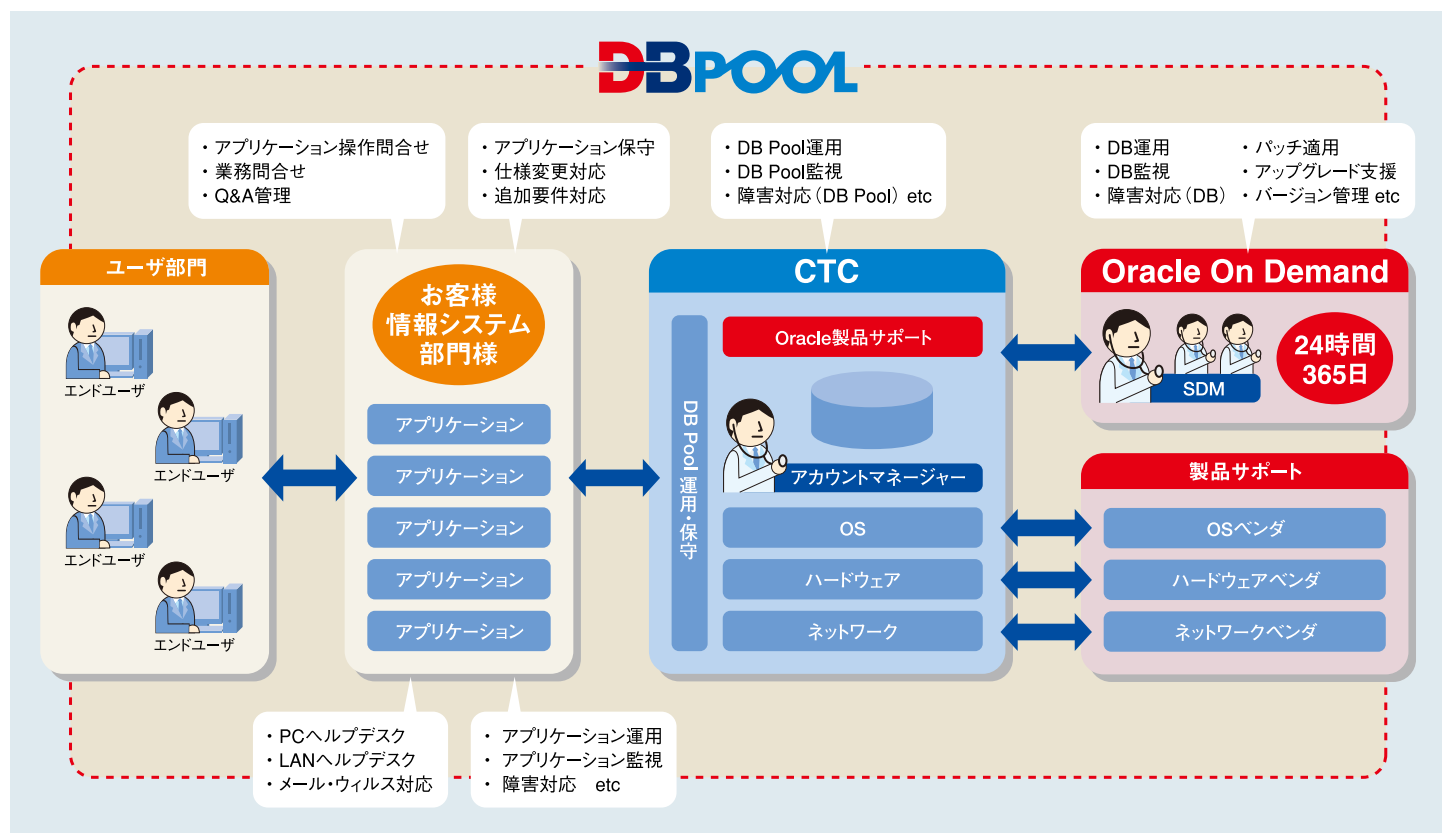 DBPOOL
・アプリケーション操作問合せ
・業務問合せ
・Q&A管理
・アプリケーション保守
・仕様変更対応
・追加要件対応
・DB Pool運用
・DB Pool監視
・障害対応（DB Pool） etc
・DB運用
・DB監視
・障害対応（DB）
・パッチ適用
・アップグレード支援
・バージョン管理 etc
ユーザ部門
エンドユーザ
エンドユーザ
エンドユーザ
エンドユーザ
お客様
情報システム
部門様
アプリケーション
アプリケーション
アプリケーション
アプリケーション
アプリケーション
CTC
DB Pool 運用・保守
Oracle製品サポート
アカウントマネージャー
OS
ハードウェア
ネットワーク
Oracle On Demand
SDM
24時間
365日
製品サポート
OSベンダ
ハードウェアベンダ
ネットワークベンダ
・PCヘルプデスク
・LANヘルプデスク
・メール・ウィルス対応
・アプリケーション運用
・アプリケーション監視
・障害対応 etc